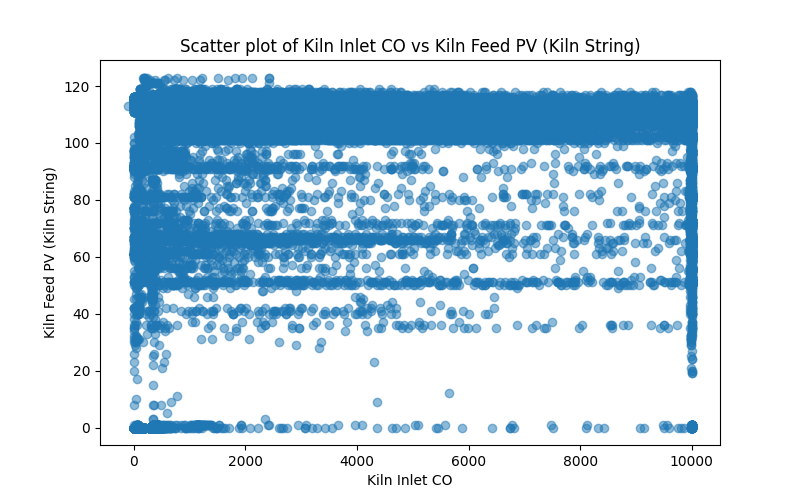 Scatter plot of Kiln Inlet CO vs Kiln Feed PV (Kiln String)
Kiln Feed PV (Kiln String)
120
100
80
60
40
20
0
0 2000 4000 6000 8000 10000
Kiln Inlet CO